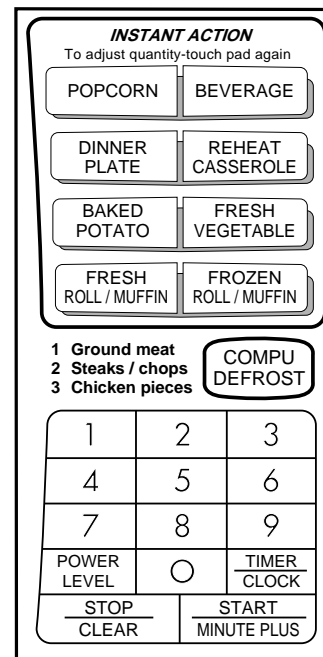 INSTANT ACTION
To adjust quantity-touch pad again
POPCORN BEVERAGE
DINNER PLATE REHEAT CASSEROLE
BAKED POTATO FRESH VEGETABLE
FRESH ROLL / MUFFIN FROZEN ROLL / MUFFIN
1 Ground meat
2 Steaks / chops
3 Chicken pieces
COMPU
DEFROST
1 2 3
4 5 6
7 8 9
POWER LEVEL 0 TIMER CLOCK
STOP CLEAR START MINUTE PLUS